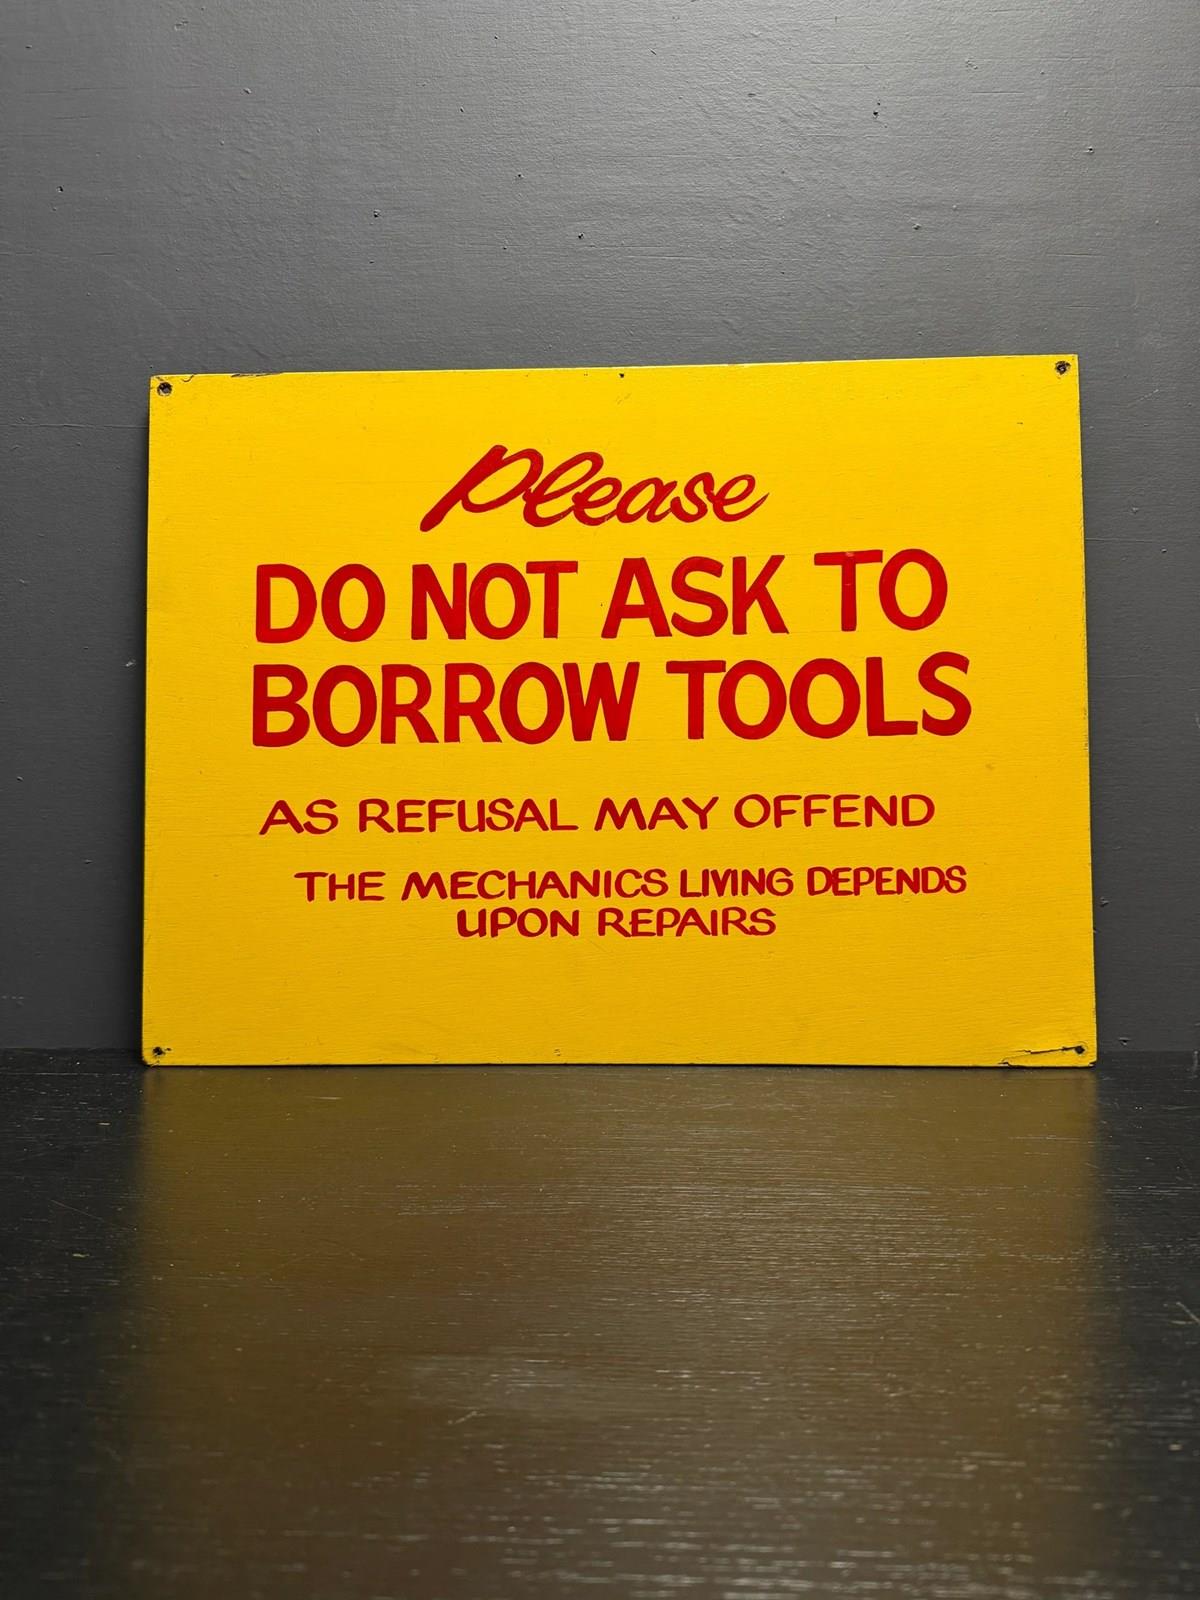 Please
DO NOT ASK TO
BORROW TOOLS
AS REFUSAL MAY OFFEND
THE MECHANICS LIVING DEPENDS
UPON REPAIRS